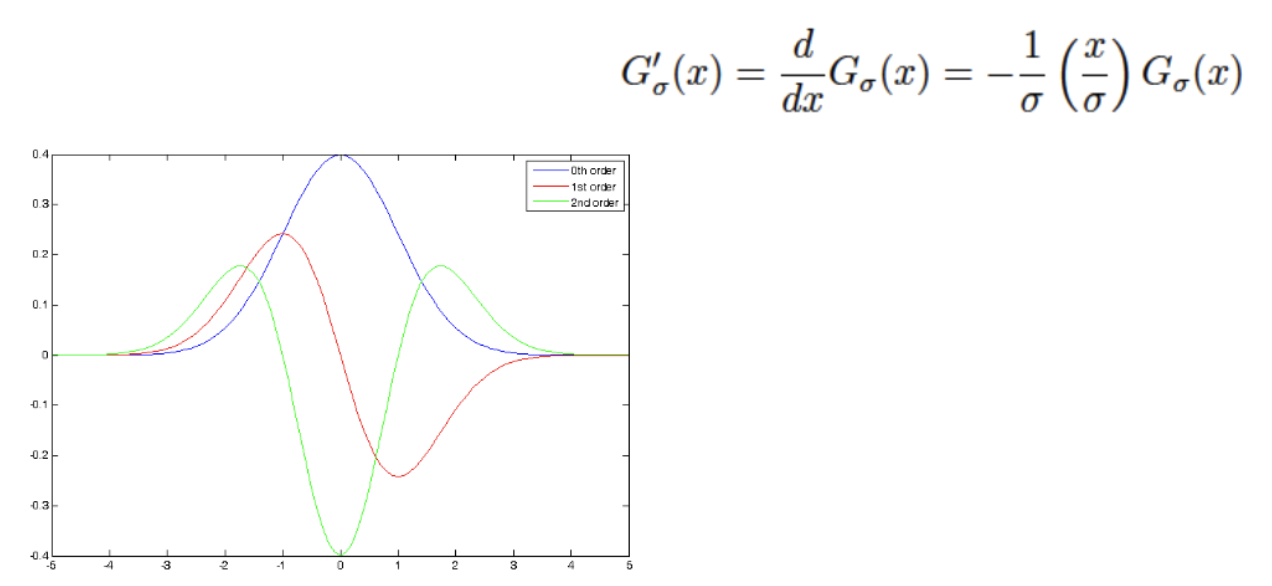 G′σ(x) = d/dx Gσ(x) = −1/σ (x/σ) Gσ(x)
0th order
1st order
2nd order
0.4
0.3
0.2
0.1
0
-0.1
-0.2
-0.3
-0.4
-5 -4 -3 -2 -1 0 1 2 3 4 5